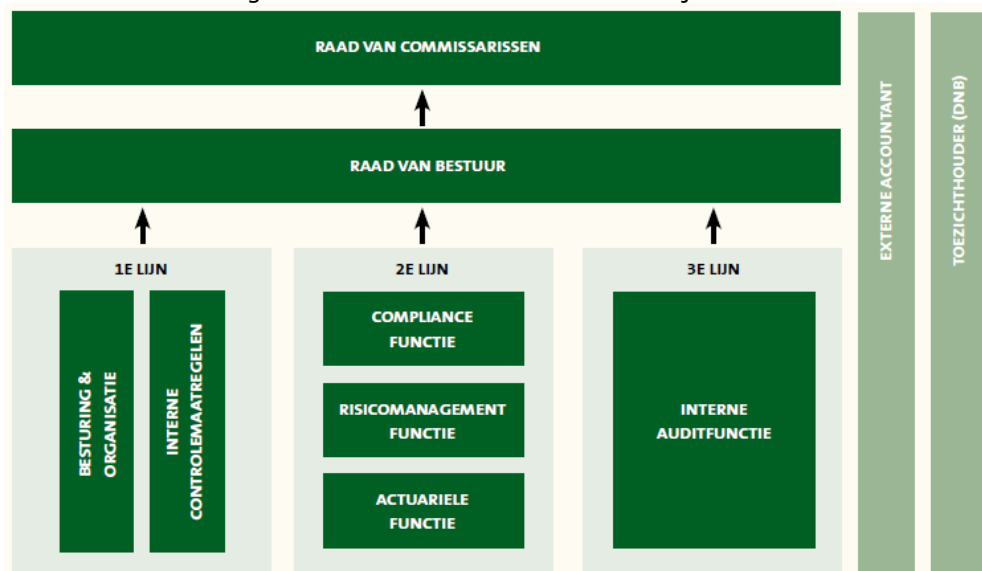 RAAD VAN COMMISSARISSEN
RAAD VAN BESTUUR
1E LIJN
BESTURING &
ORGANISATIE
INTERNE
CONTROLEMAATREGELEN
2E LIJN
COMPLIANCE
FUNCTIE
RISICOMANAGEMENT
FUNCTIE
ACTUARIELE
FUNCTIE
3E LIJN
INTERNE
AUDITFUNCTIE
EXTERNE ACCOUNTANT
TOEZICHTHOUDER (DNB)